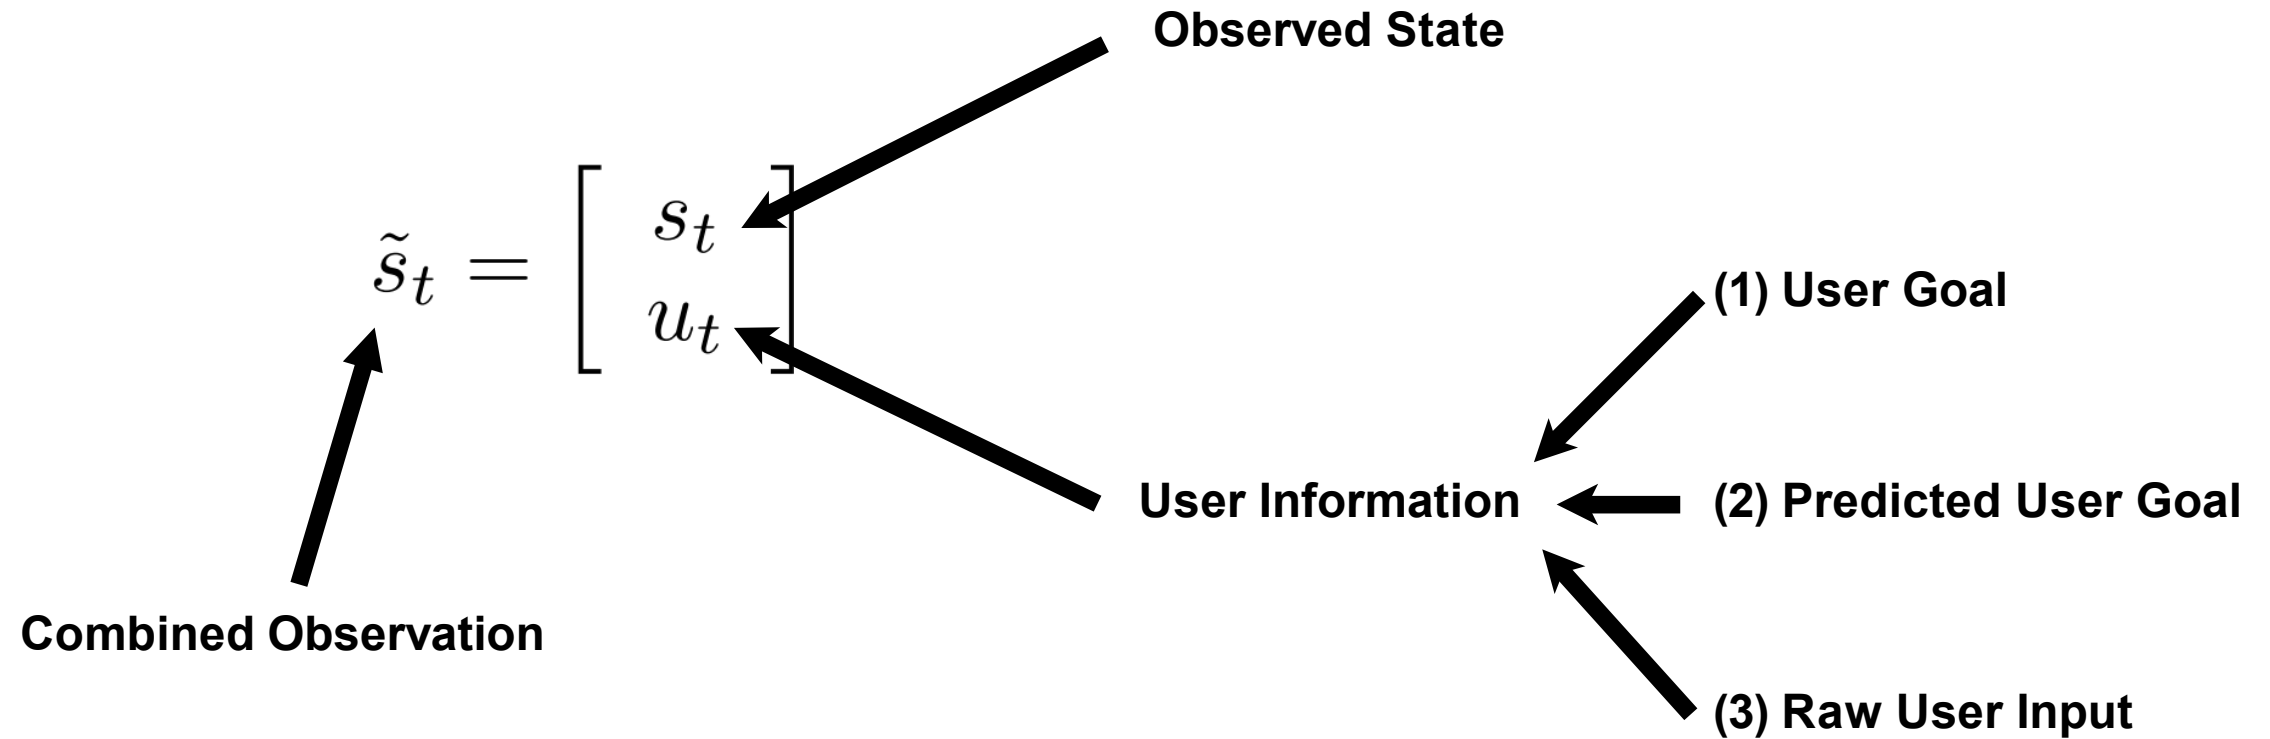 Observed State
s̃_t = [ s_t
u_t ]
(1) User Goal
User Information
(2) Predicted User Goal
Combined Observation
(3) Raw User Input